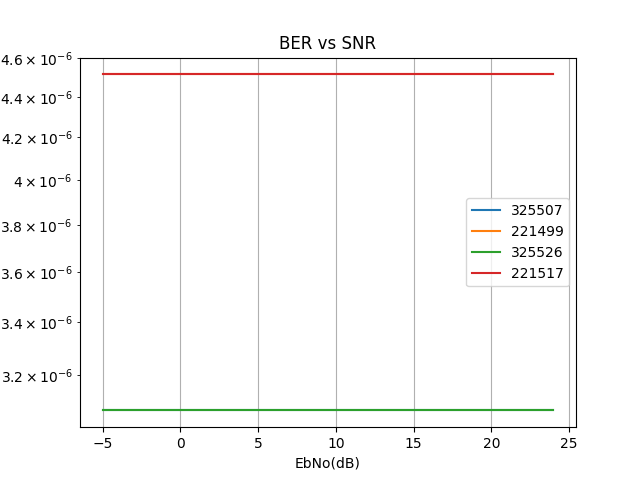 BER vs SNR
4.6 × 10⁻⁶
4.4 × 10⁻⁶
4.2 × 10⁻⁶
4 × 10⁻⁶
3.8 × 10⁻⁶
3.6 × 10⁻⁶
3.4 × 10⁻⁶
3.2 × 10⁻⁶
325507
221499
325526
221517
−5 0 5 10 15 20 25
EbNo(dB)